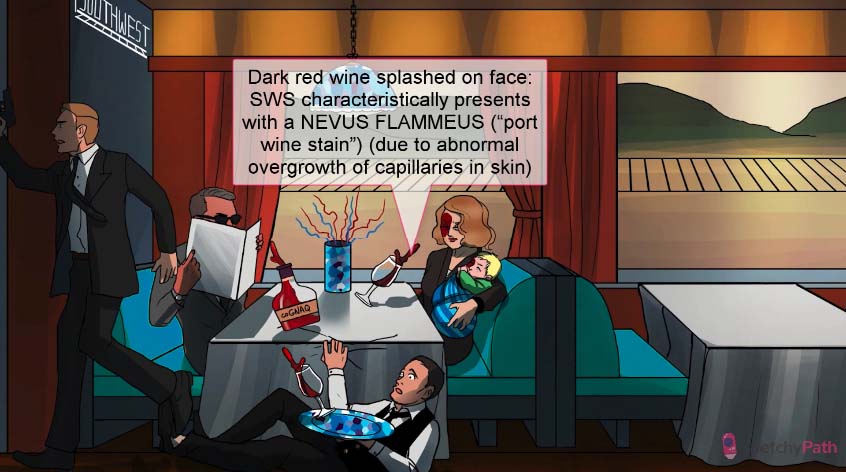 SOUTHWEST
Dark red wine splashed on face:
SWS characteristically presents
with a NEVUS FLAMMEUS (“port
wine stain”) (due to abnormal
overgrowth of capillaries in skin)
coGNAQ
SketchyPath